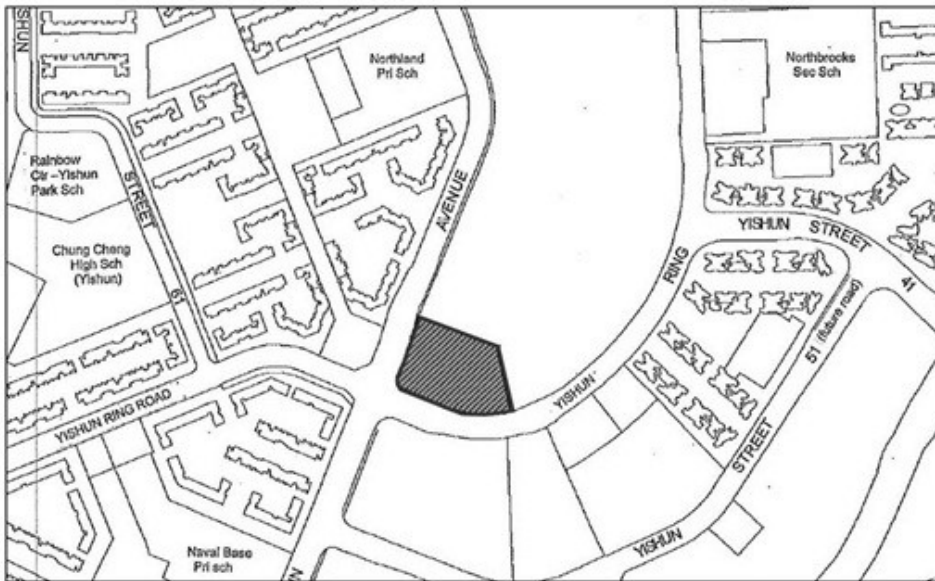 SHUN
Northland
Pri Sch
Northbrooks
Sec Sch
Rainbow
Ctr -Yishun
Park Sch
STREET
AVENUE
Chung Cheng
High Sch
(Yishun)
61
RING
YISHUN STREET
41
51 (future road)
YISHUN
YISHUN RING ROAD
STREET
YISHUN
Naval Base
Pri sch